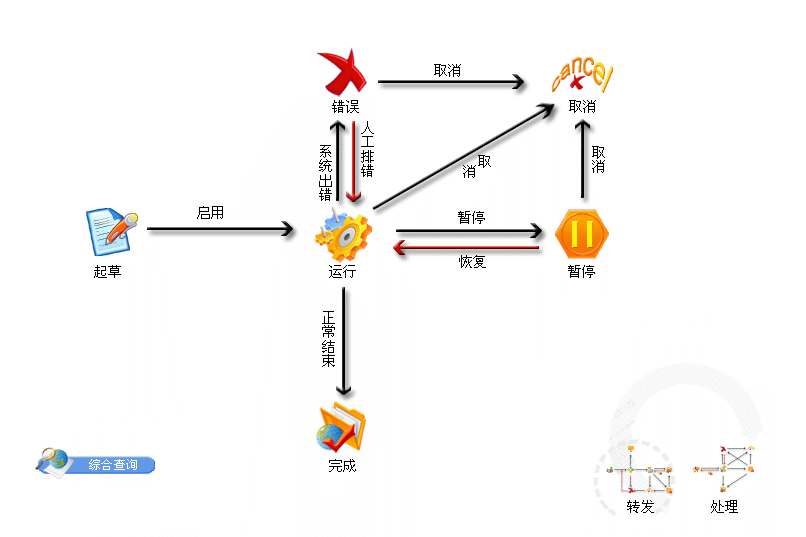 取消
cancel
错误
取消
系统出错
人工排错
取消
取消
启用
暂停
恢复
起草
运行
暂停
正常结束
完成
综合查询
转发
处理